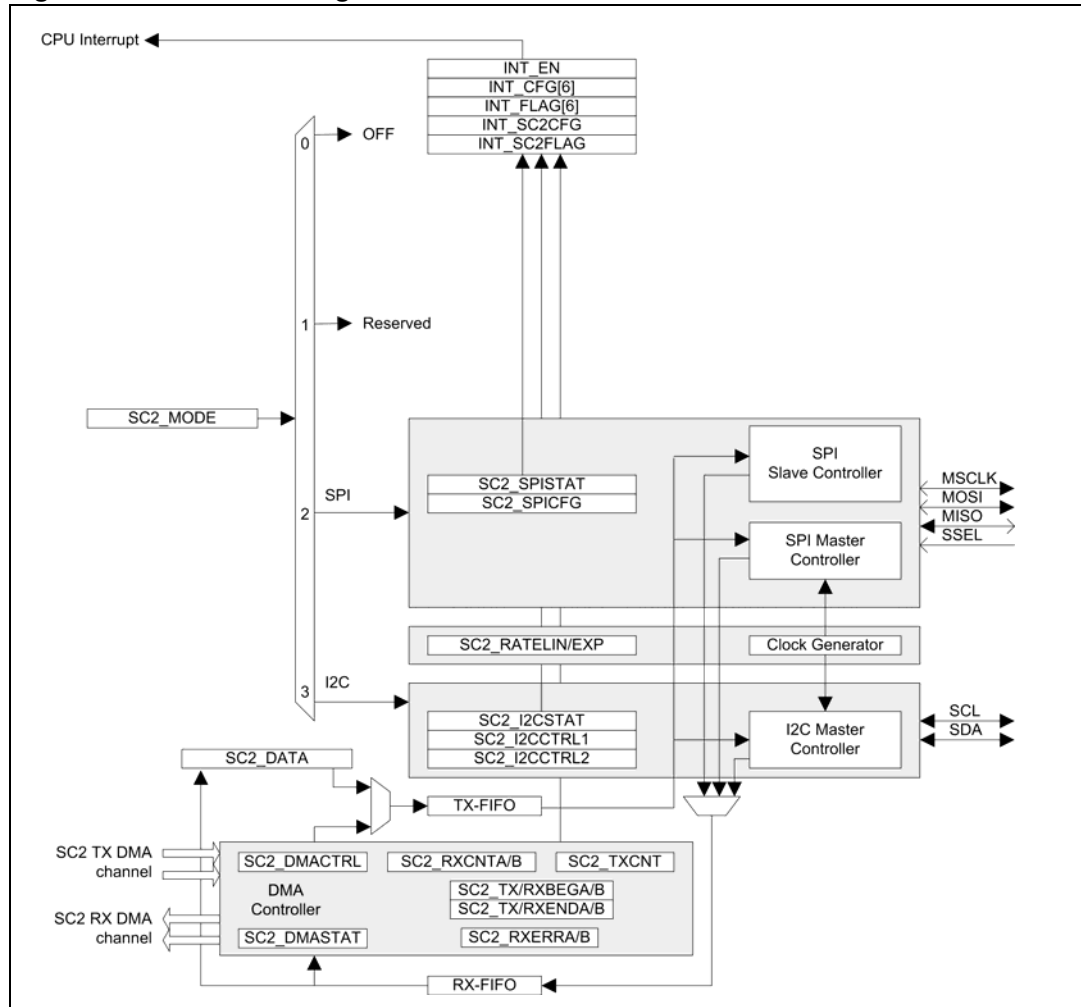 CPU Interrupt
INT_EN
INT_CFG[6]
INT_FLAG[6]
INT_SC2CFG
INT_SC2FLAG
0
OFF
1
Reserved
SC2_MODE
SPI
2
SC2_SPISTAT
SC2_SPICFG
SPI
Slave Controller
SPI Master
Controller
MSCLK
MOSI
MISO
SSEL
SC2_RATELIN/EXP
Clock Generator
3
I2C
SC2_I2CSTAT
SC2_I2CCTRL1
SC2_I2CCTRL2
I2C Master
Controller
SCL
SDA
SC2_DATA
TX-FIFO
SC2 TX DMA
channel
SC2_DMACTRL
SC2_RXCNTA/B
SC2_TXCNT
DMA
Controller
SC2_TX/RXBEGA/B
SC2_TX/RXENDA/B
SC2 RX DMA
channel
SC2_DMASTAT
SC2_RXERRA/B
RX-FIFO